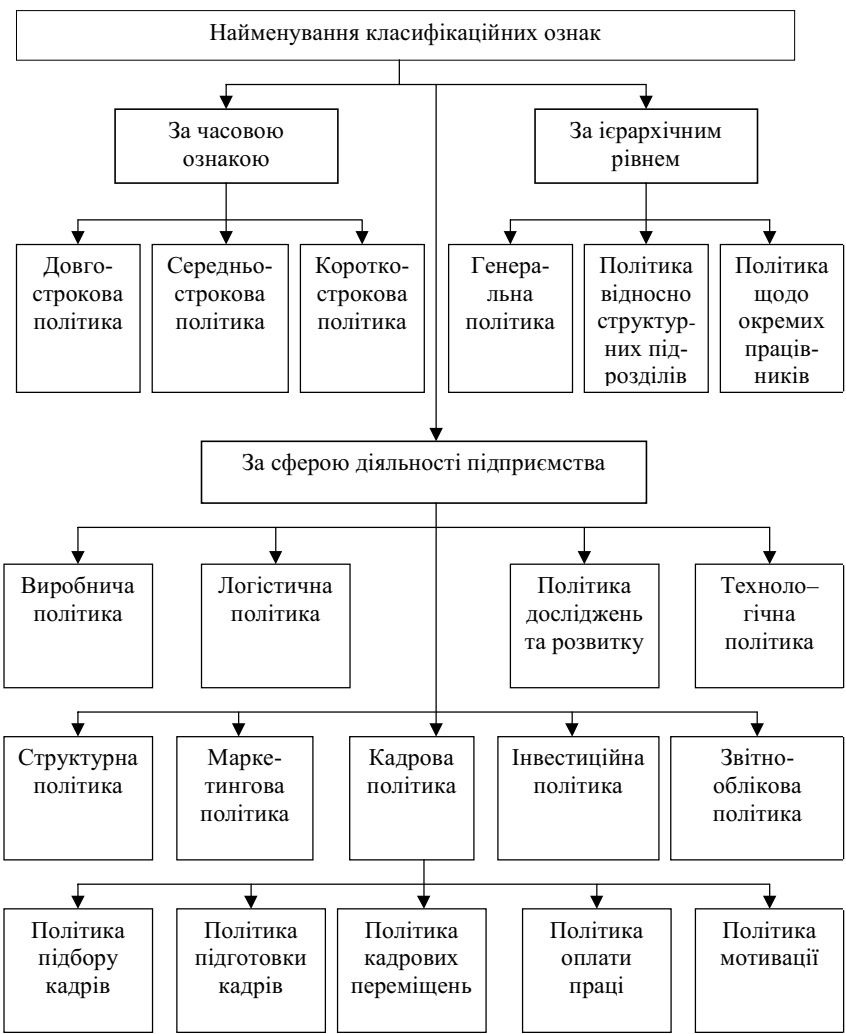 Найменування класифікаційних ознак
За часовою
ознакою
За ієрархічним
рівнем
Довго-
строкова
політика
Середньо-
строкова
політика
Коротко-
строкова
політика
Генера-
льна
політика
Політика
відносно
структур-
них під-
розділів
Політика
щодо
окремих
праців-
ників
За сферою діяльності підприємства
Виробнича
політика
Логістична
політика
Політика
досліджень
та розвитку
Техноло–
гічна
політика
Структурна
політика
Марке-
тингова
політика
Кадрова
політика
Інвестиційна
політика
Звітно-
облікова
політика
Політика
підбору
кадрів
Політика
підготовки
кадрів
Політика
кадрових
переміщень
Політика
оплати
праці
Політика
мотивації